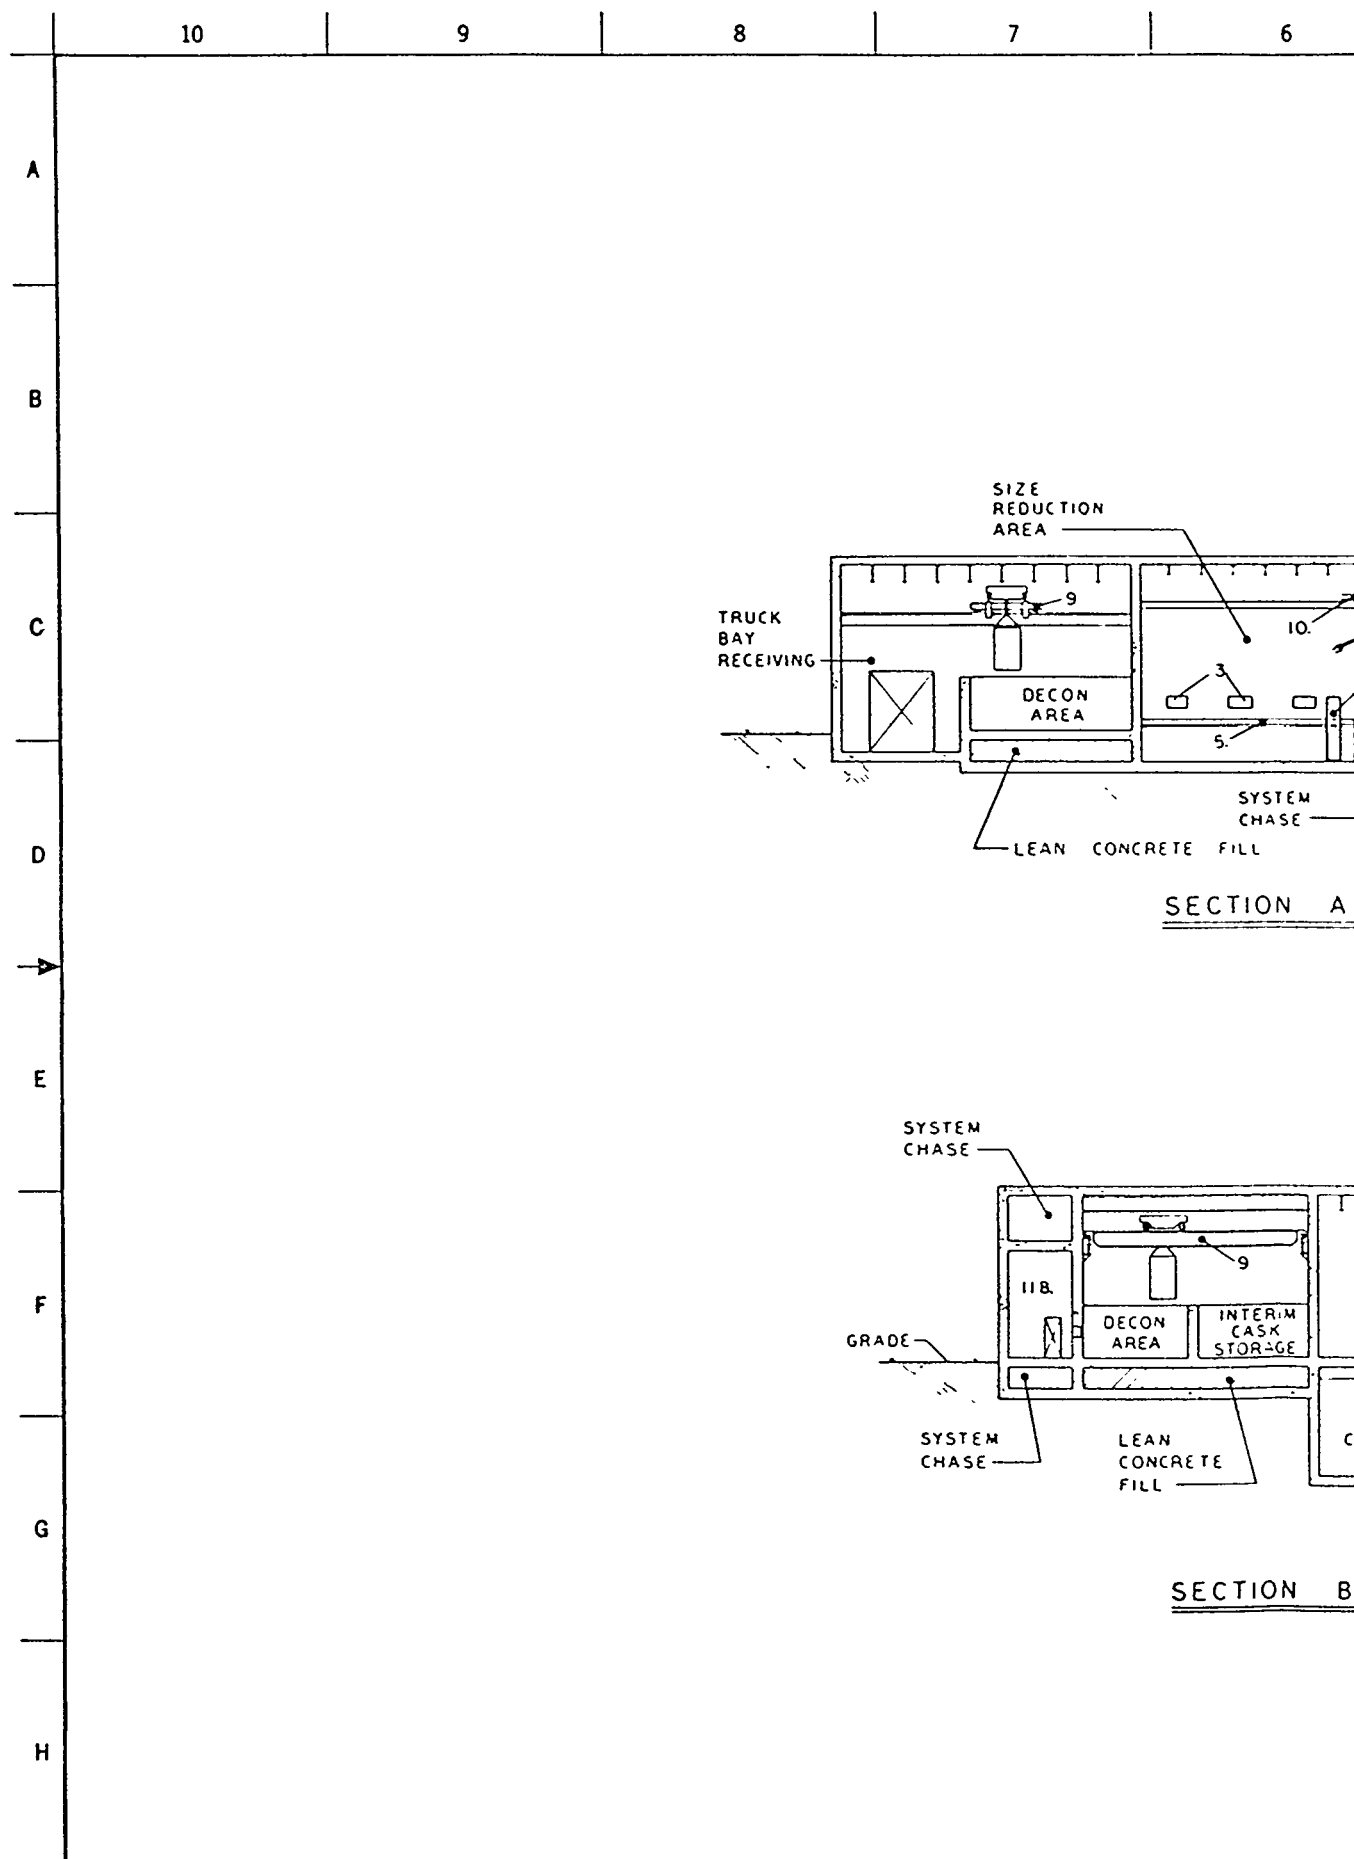 10 9 8 7 6
A
B
SIZE
REDUCTION
AREA
C
9
10.
TRUCK
BAY
RECEIVING
3
DECON
AREA
5.
SYSTEM
CHASE
D
LEAN CONCRETE FILL
SECTION A
E
SYSTEM
CHASE
9
118.
F
INTERIM
CASK
STORAGE
DECON
AREA
GRADE
SYSTEM
CHASE
LEAN
CONCRETE
FILL
C
G
SECTION B
H